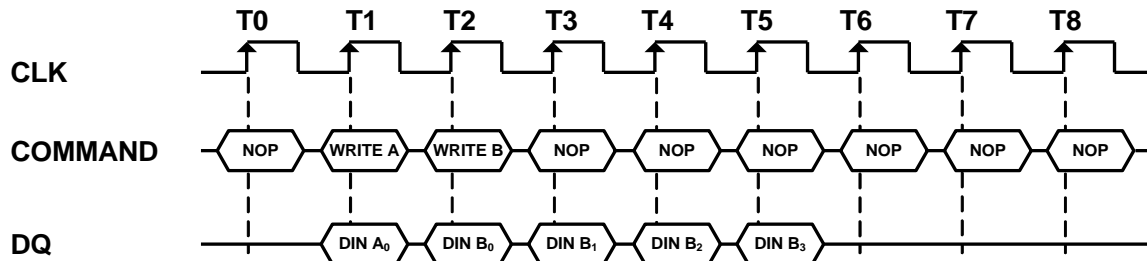 T0 T1 T2 T3 T4 T5 T6 T7 T8
CLK
COMMAND NOP WRITE A WRITE B NOP NOP NOP NOP NOP NOP
DQ DIN A₀ DIN B₀ DIN B₁ DIN B₂ DIN B₃